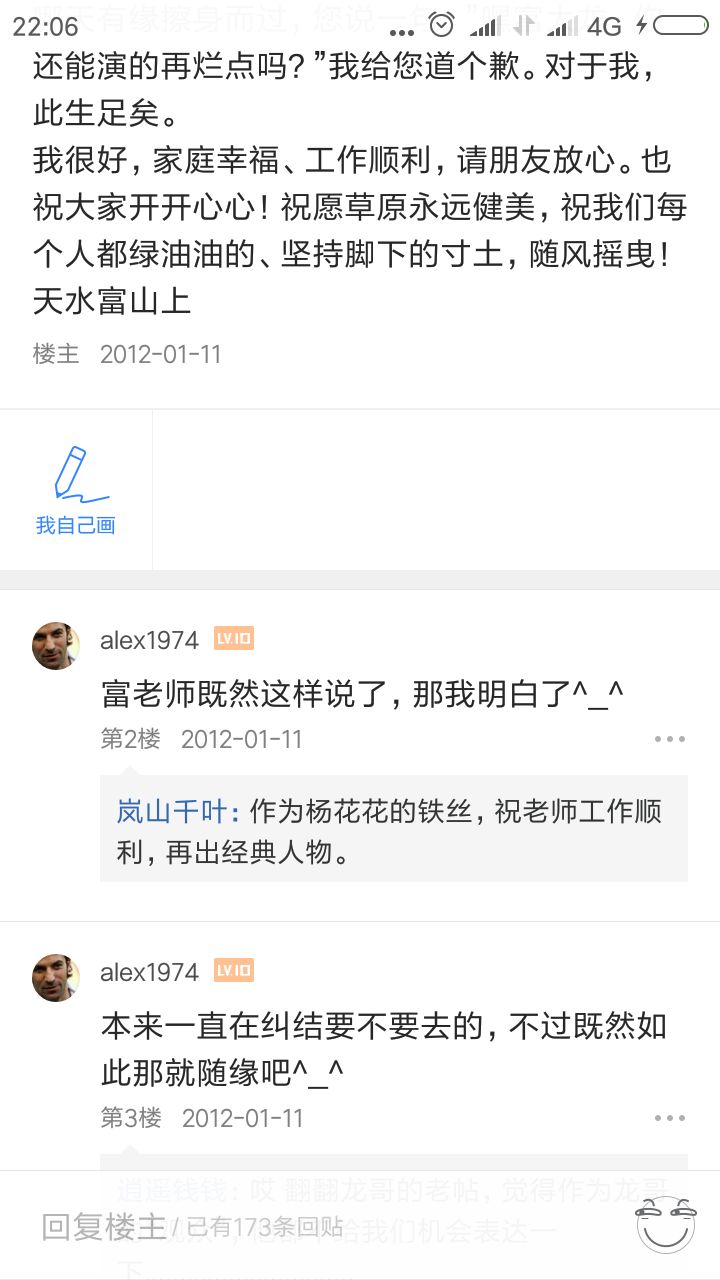 22:06
4G
还能演的再烂点吗？”我给您道个歉。对于我，
此生足矣。
我很好，家庭幸福、工作顺利，请朋友放心。也
祝大家开开心心！祝愿草原永远健美，祝我们每
个人都绿油油的、坚持脚下的寸土，随风摇曳！
天水富山上
楼主 2012-01-11
我自己画
alex1974 LV.10
富老师既然这样说了，那我明白了^_^
第2楼 2012-01-11
岚山千叶：作为杨花花的铁丝，祝老师工作顺
利，再出经典人物。
alex1974 LV.10
本来一直在纠结要不要去的，不过既然如
此那就随缘吧^_^
第3楼 2012-01-11
逍遥钱钱：哎 翻翻龙哥的老帖，觉得作为龙哥
给我们机会表达一
回复楼主 / 已有173条回贴
下